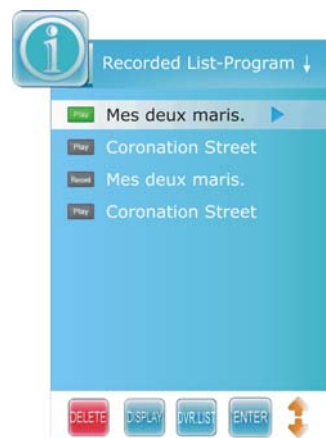 Recorded List-Program ↓
Play Mes deux maris.
Play Coronation Street
Record Mes deux maris.
Play Coronation Street
DELETE DISPLAY DVR.LIST ENTER